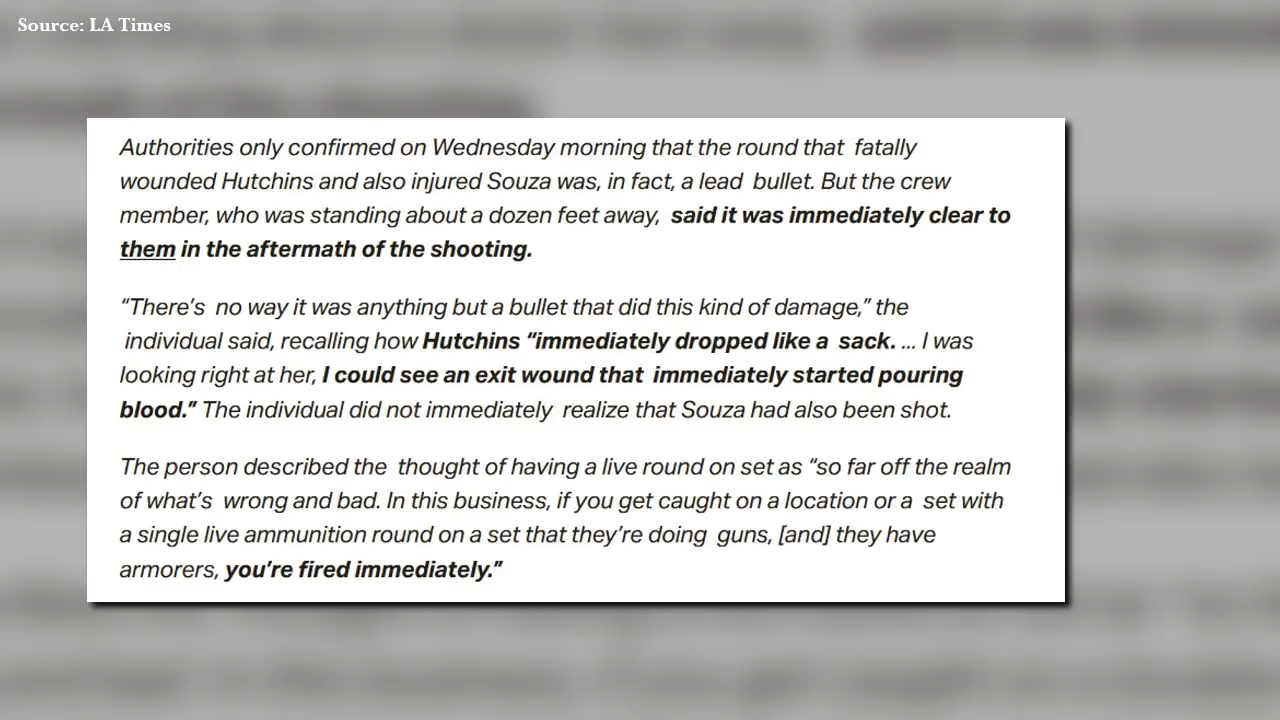 Source: LA Times
Authorities only confirmed on Wednesday morning that the round that fatally
wounded Hutchins and also injured Souza was, in fact, a lead bullet. But the crew
member, who was standing about a dozen feet away, said it was immediately clear to
them in the aftermath of the shooting.
“There’s no way it was anything but a bullet that did this kind of damage,” the
individual said, recalling how Hutchins “immediately dropped like a sack. ... I was
looking right at her, I could see an exit wound that immediately started pouring
blood.” The individual did not immediately realize that Souza had also been shot.
The person described the thought of having a live round on set as “so far off the realm
of what’s wrong and bad. In this business, if you get caught on a location or a set with
a single live ammunition round on a set that they’re doing guns, [and] they have
armorers, you’re fired immediately.”